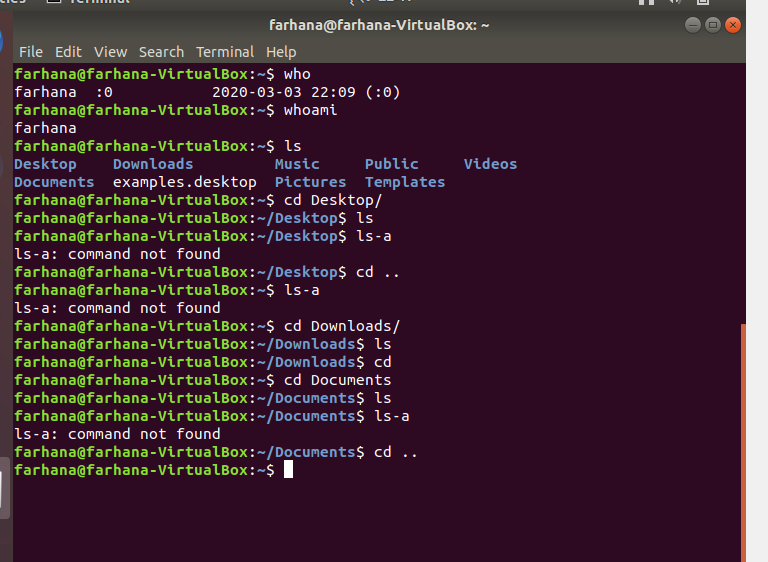 farhana@farhana-VirtualBox: ~
File Edit View Search Terminal Help
farhana@farhana-VirtualBox:~$ who
farhana  :0           2020-03-03 22:09 (:0)
farhana@farhana-VirtualBox:~$ whoami
farhana
farhana@farhana-VirtualBox:~$ ls
Desktop    Downloads         Music     Public     Videos
Documents  examples.desktop  Pictures  Templates
farhana@farhana-VirtualBox:~$ cd Desktop/
farhana@farhana-VirtualBox:~/Desktop$ ls
farhana@farhana-VirtualBox:~/Desktop$ ls-a
ls-a: command not found
farhana@farhana-VirtualBox:~/Desktop$ cd ..
farhana@farhana-VirtualBox:~$ ls-a
ls-a: command not found
farhana@farhana-VirtualBox:~$ cd Downloads/
farhana@farhana-VirtualBox:~/Downloads$ ls
farhana@farhana-VirtualBox:~/Downloads$ cd
farhana@farhana-VirtualBox:~$ cd Documents
farhana@farhana-VirtualBox:~/Documents$ ls
farhana@farhana-VirtualBox:~/Documents$ ls-a
ls-a: command not found
farhana@farhana-VirtualBox:~/Documents$ cd ..
farhana@farhana-VirtualBox:~$